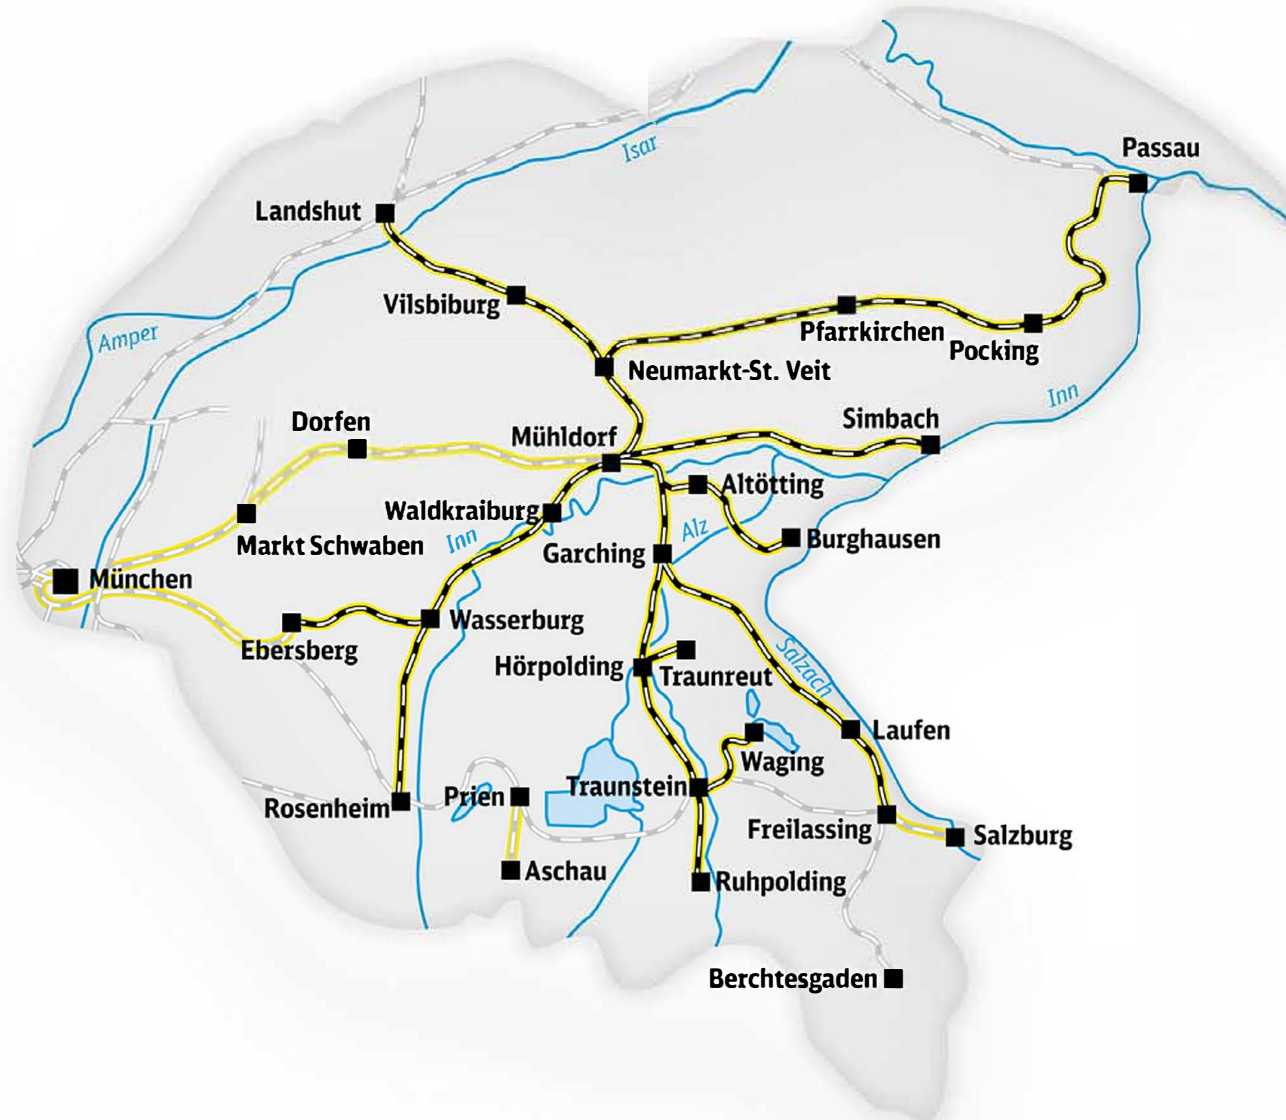 Passau
Isar
Landshut
Vilsbiburg
Pfarrkirchen
Amper
Pocking
Neumarkt-St. Veit
Inn
Dorfen
Simbach
Mühldorf
Altötting
Waldkraiburg
Alz
Inn
Burghausen
Markt Schwaben
Garching
München
Wasserburg
Ebersberg
Hörpolding
Salzach
Traunreut
Laufen
Waging
Traunstein
Prien
Rosenheim
Freilassing
Salzburg
Aschau
Ruhpolding
Berchtesgaden